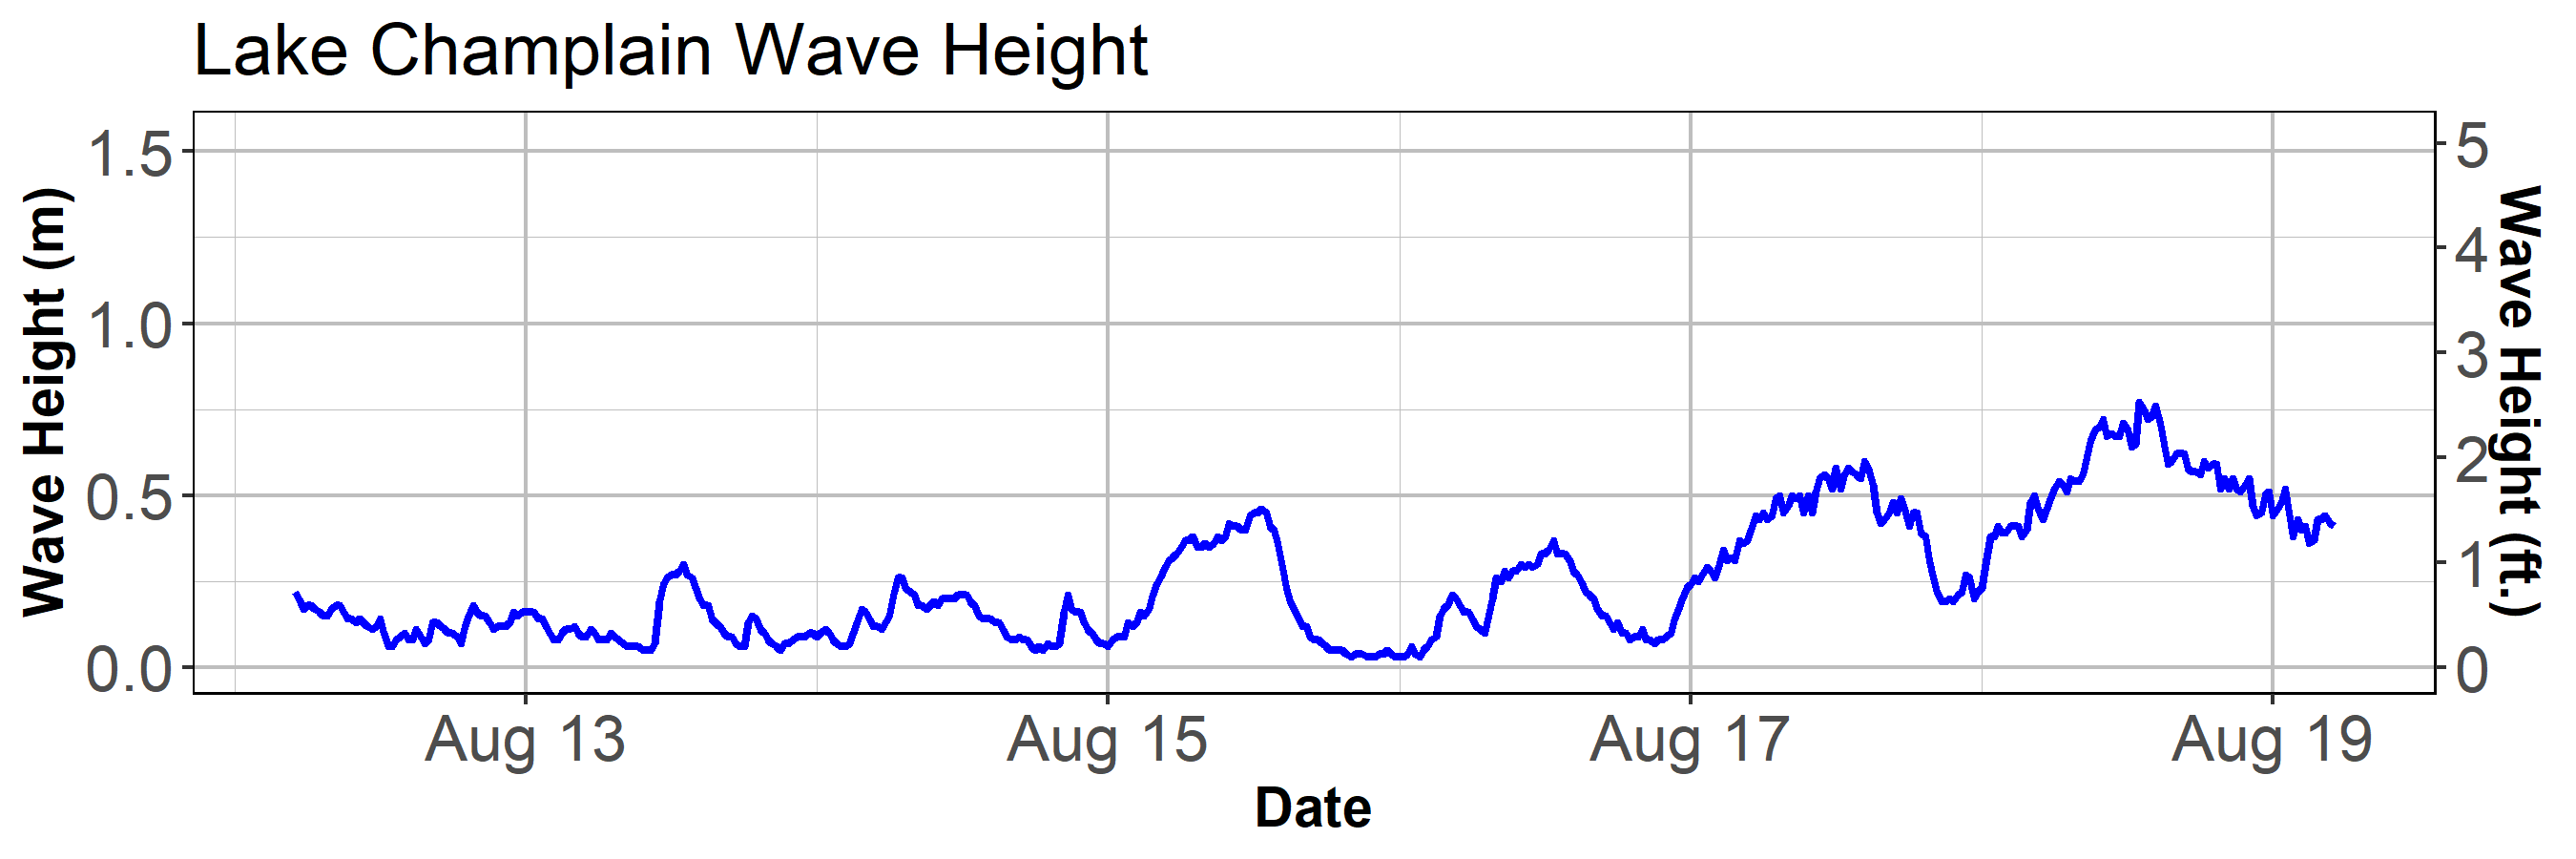 Lake Champlain Wave Height
Wave Height (m)
1.5
1.0
0.5
0.0
5
4
3
2
1
0
Wave Height (ft.)
Aug 13
Aug 15
Aug 17
Aug 19
Date